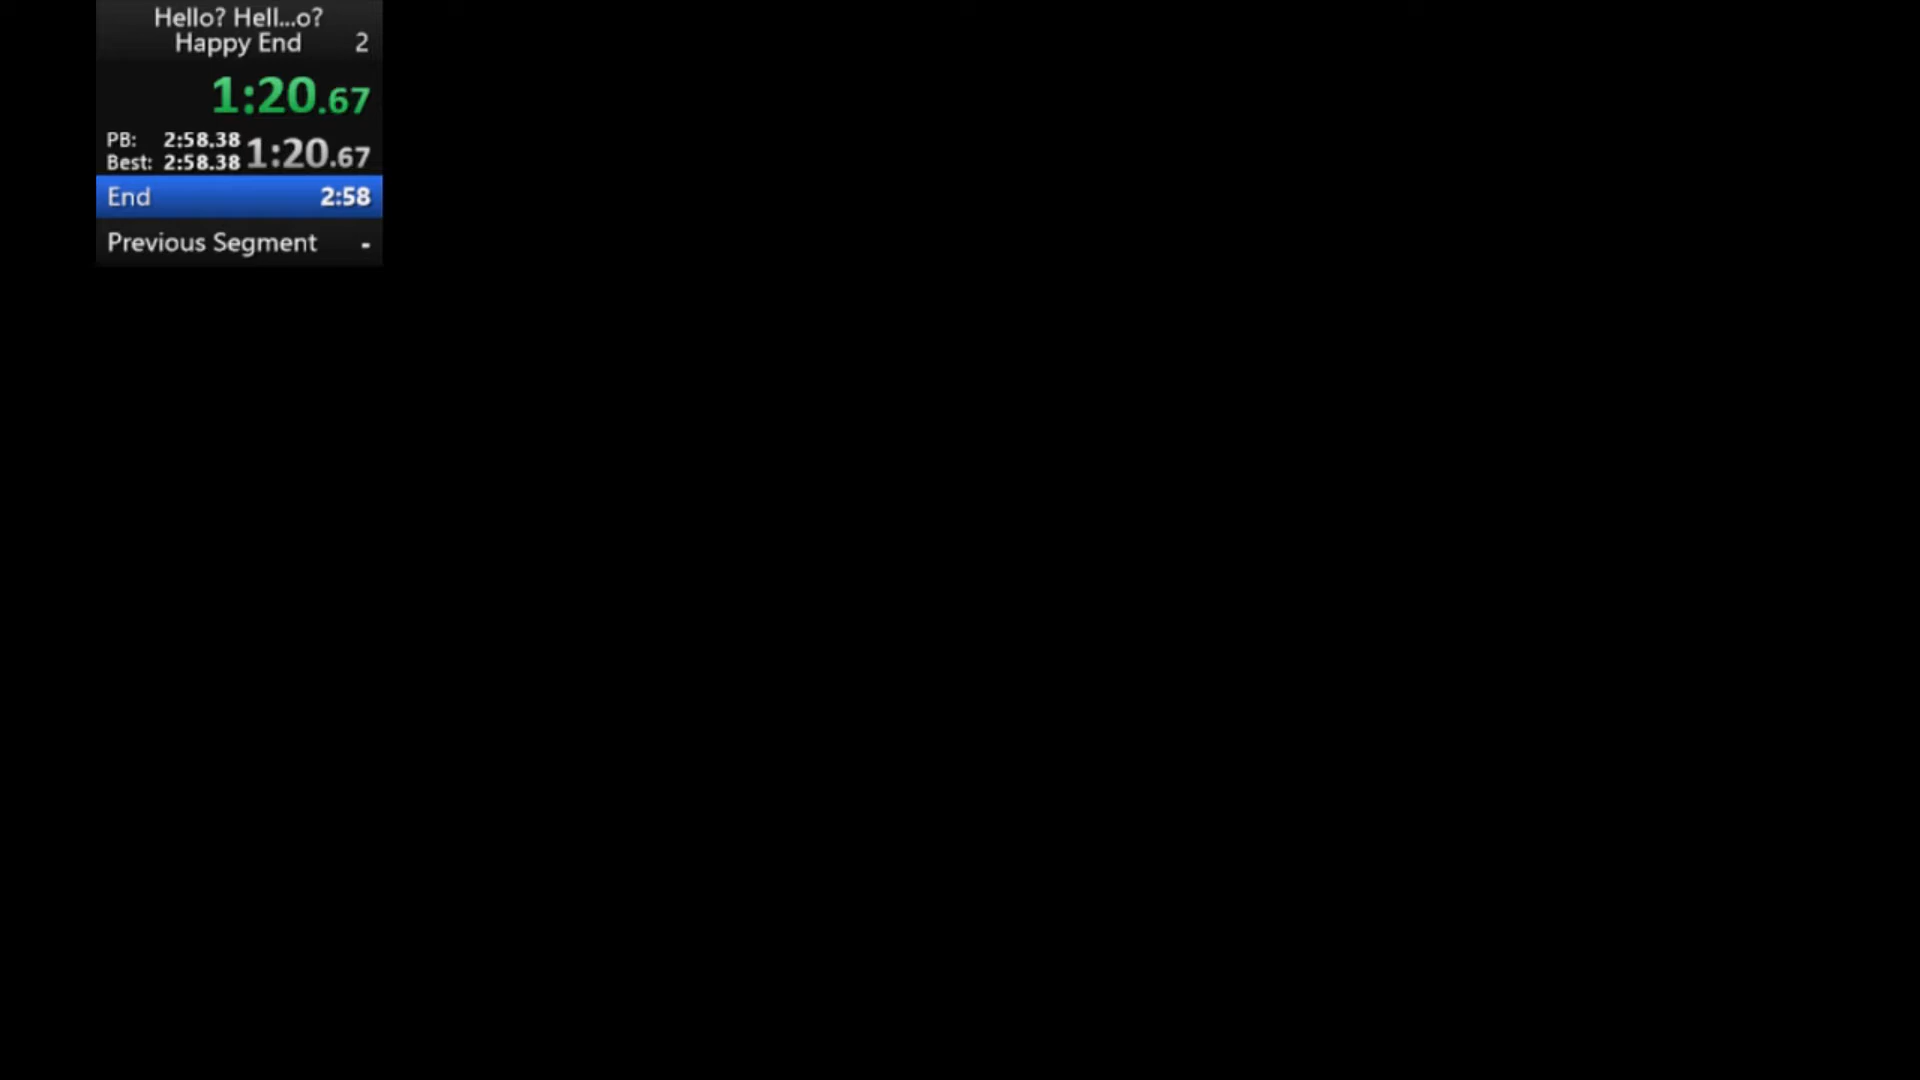 Hello? Hell...o?
Happy End 2
1:20.67
PB: 2:58.38
Best: 2:58.38
1:20.67
End 2:58
Previous Segment -